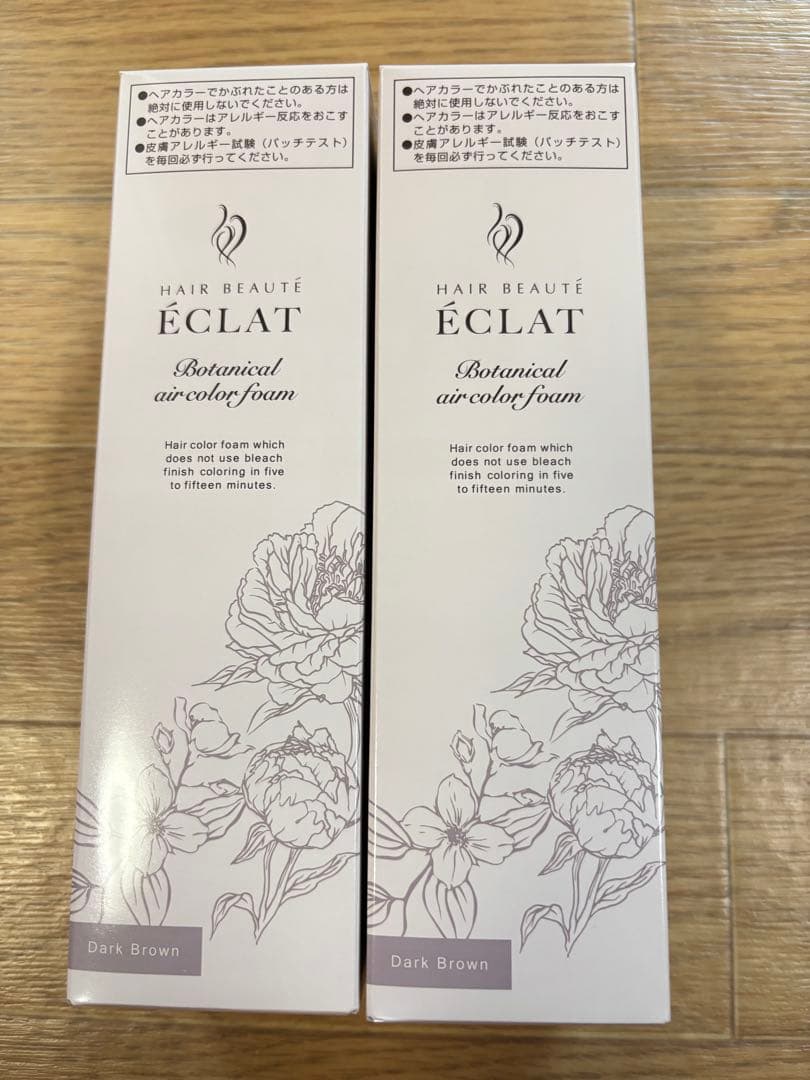 ●ヘアカラーでかぶれたことのある方は
絶対に使用しないでください。
●ヘアカラーはアレルギー反応をおこす
ことがあります。
●皮膚アレルギー試験（パッチテスト）
を毎回必ず行ってください。
HAIR BEAUTÉ
ÉCLAT
Botanical
air color foam
Hair color foam which
does not use bleach
finish coloring in five
to fifteen minutes.
Dark Brown
●ヘアカラーでかぶれたことのある方は
絶対に使用しないでください。
●ヘアカラーはアレルギー反応をおこす
ことがあります。
●皮膚アレルギー試験（パッチテスト）
を毎回必ず行ってください。
HAIR BEAUTÉ
ÉCLAT
Botanical
air color foam
Hair color foam which
does not use bleach
finish coloring in five
to fifteen minutes.
Dark Brown